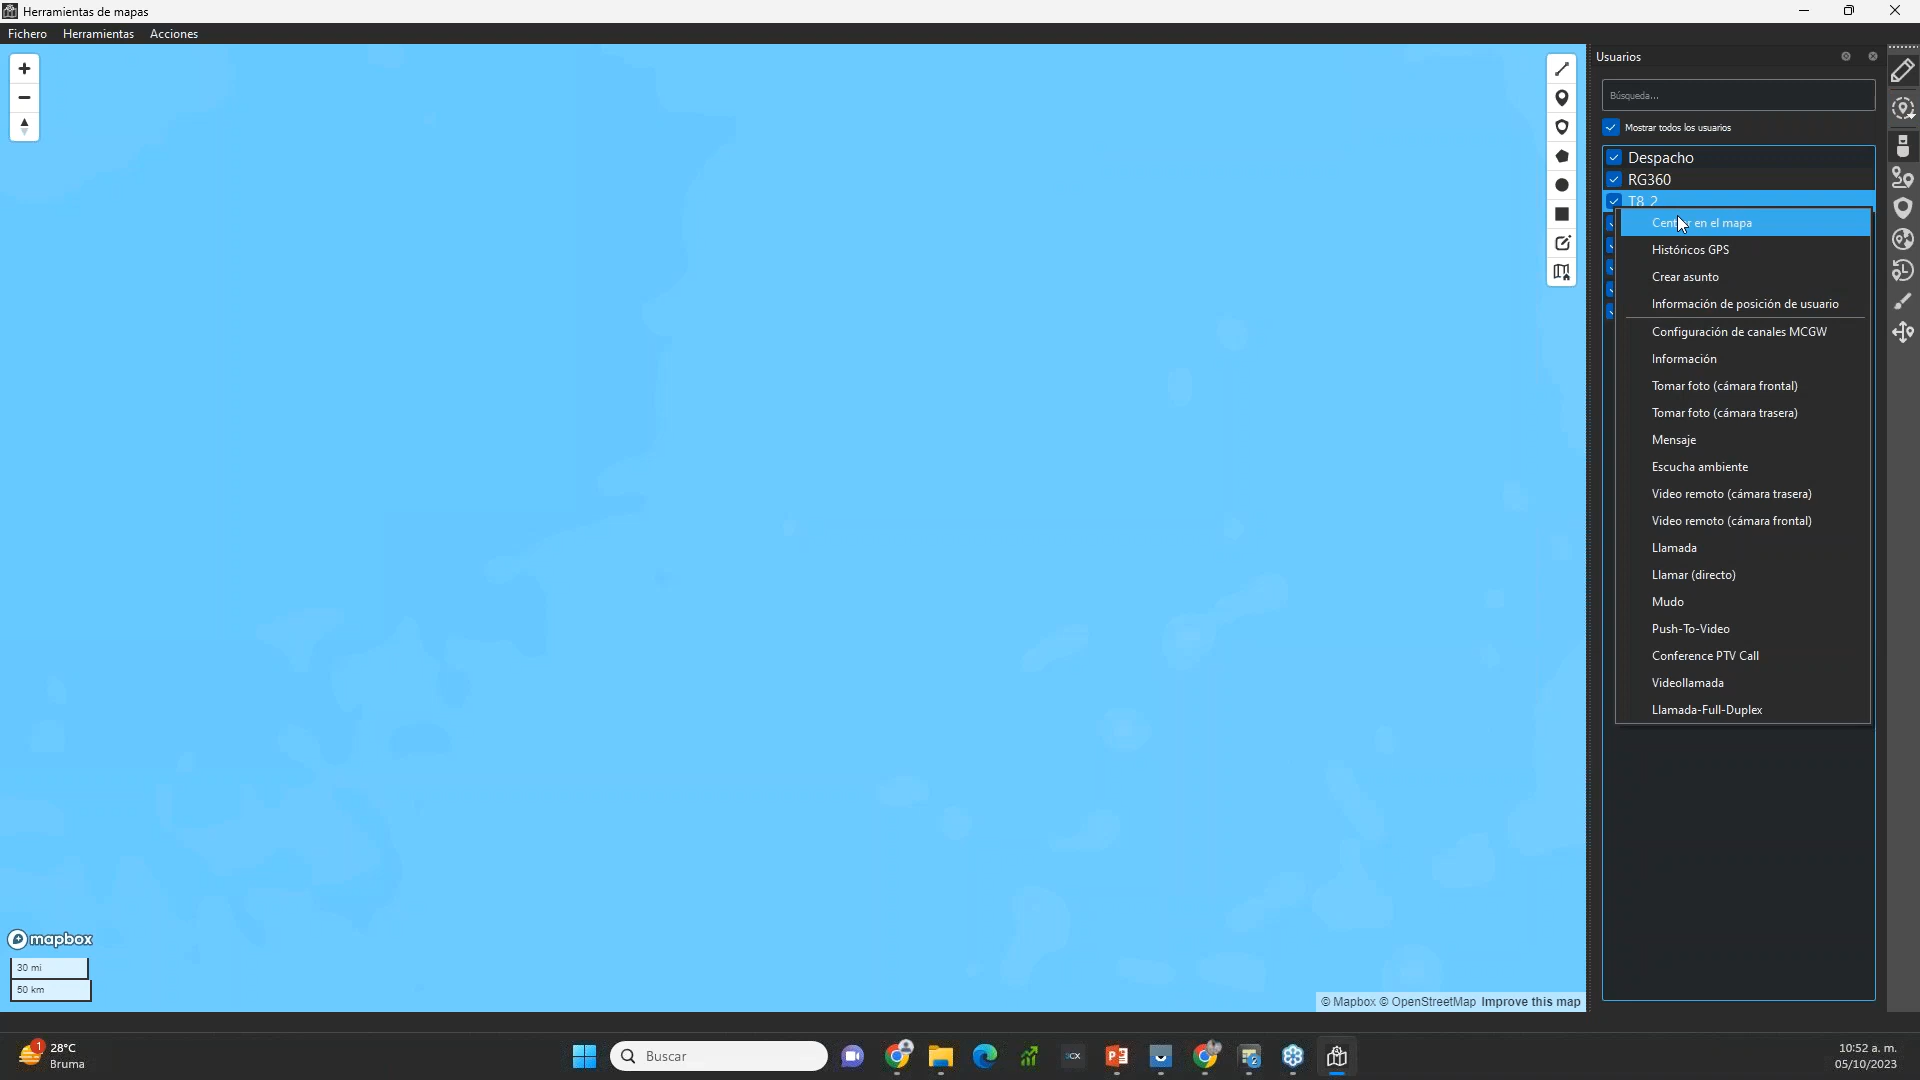 Herramientas de mapas
Fichero Herramientas Acciones
Usuarios
Búsqueda...
Mostrar todos los usuarios
Despacho
RG360
T8 2
Centrar en el mapa
Históricos GPS
Crear asunto
Información de posición de usuario
Configuración de canales MCGW
Información
Tomar foto (cámara frontal)
Tomar foto (cámara trasera)
Mensaje
Escucha ambiente
Video remoto (cámara trasera)
Video remoto (cámara frontal)
Llamada
Llamar (directo)
Mudo
Push-To-Video
Conference PTV Call
Videollamada
Llamada-Full-Duplex
mapbox
30 mi
50 km
© Mapbox © OpenStreetMap Improve this map
1
28°C
Bruma
Buscar
3CX
2
10:52 a. m.
05/10/2023